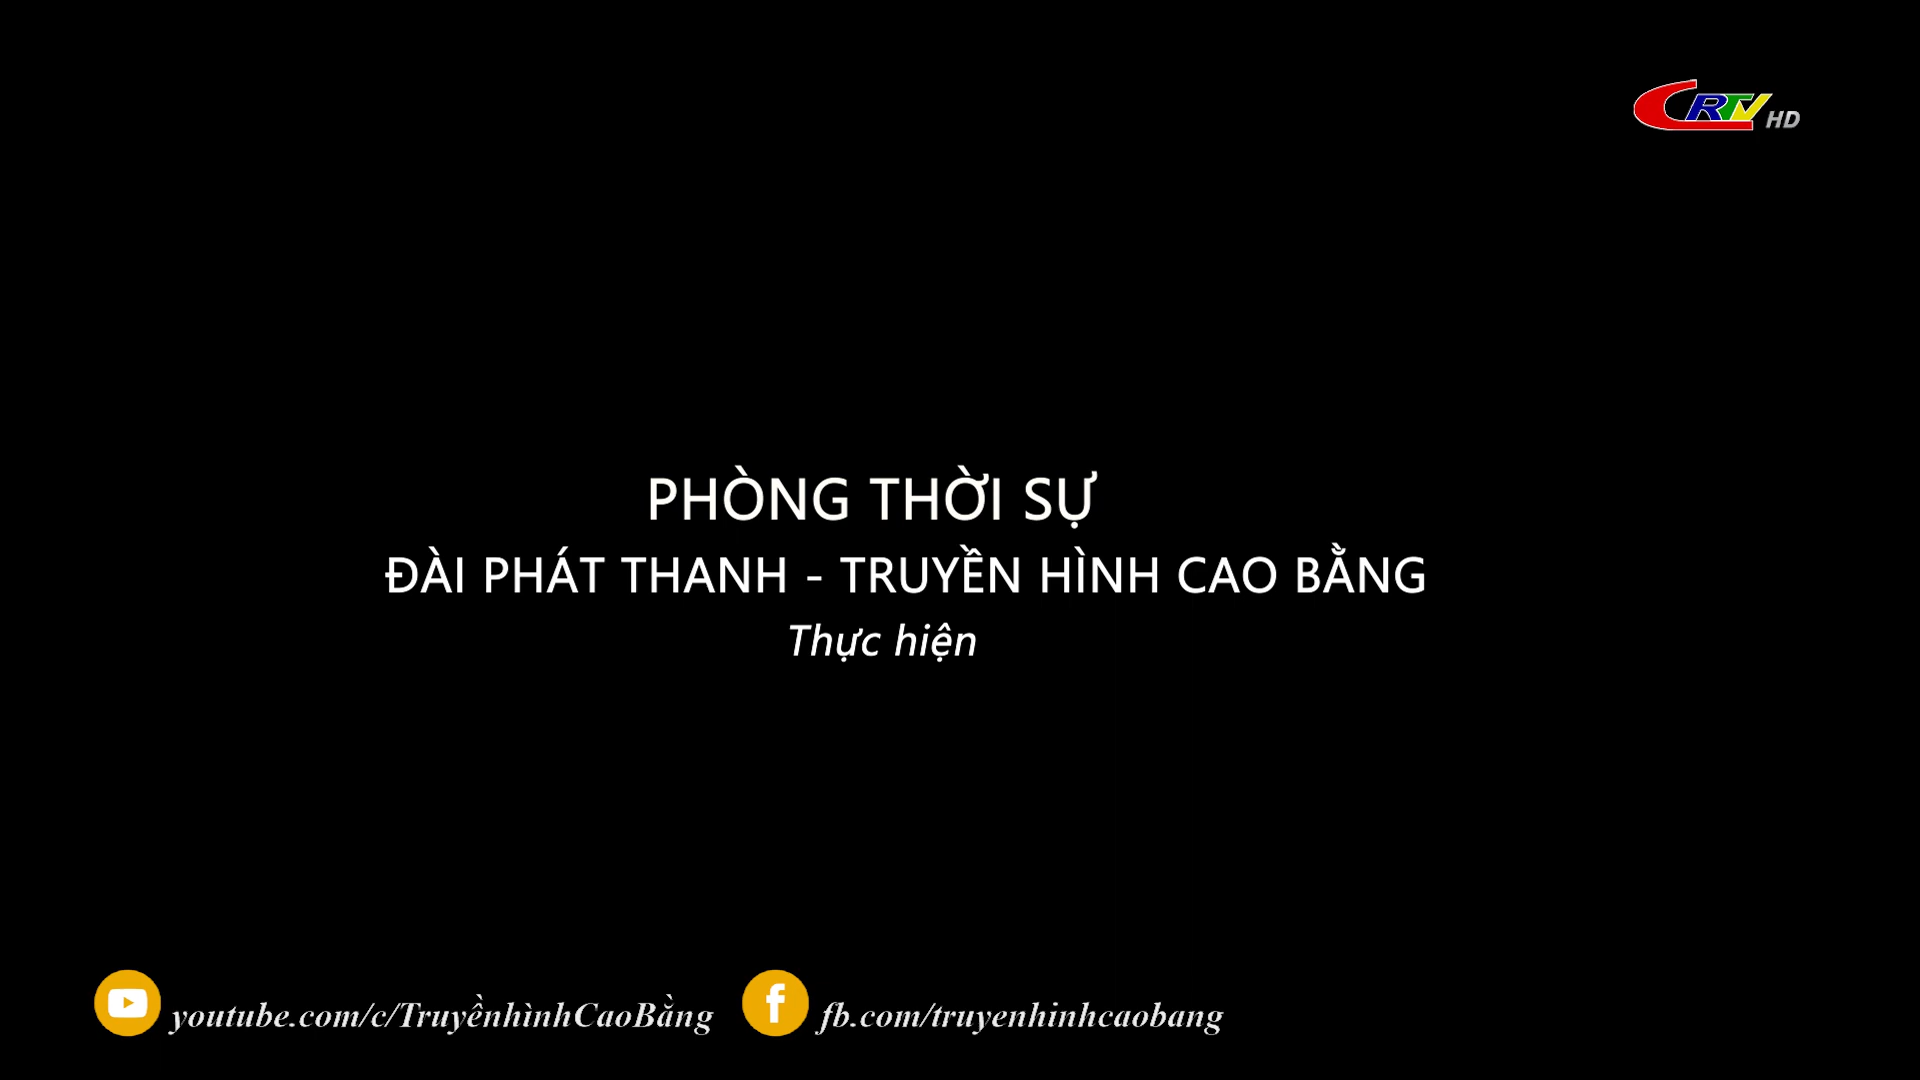 CRTV HD
PHÒNG THỜI SỰ
ĐÀI PHÁT THANH - TRUYỀN HÌNH CAO BẰNG
Thực hiện
youtube.com/c/TruyềnhìnhCaoBằng
fb.com/truyenhinhcaobang